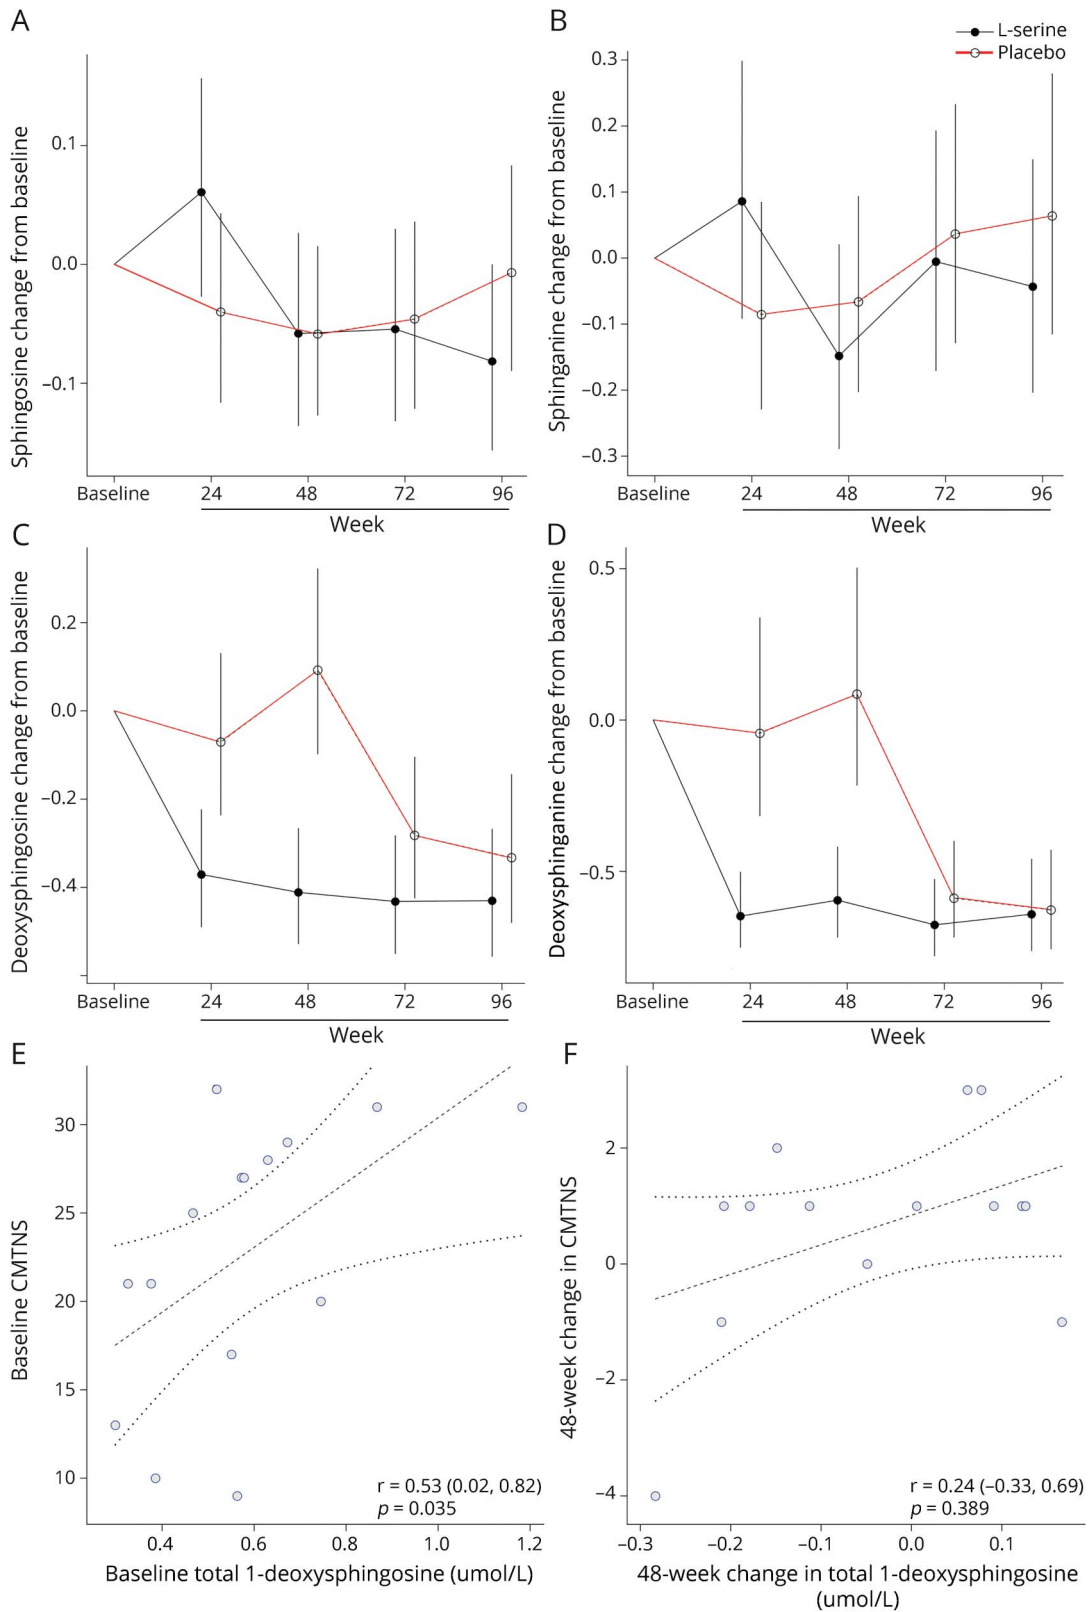 A
Sphingosine change from baseline
0.1
0.0
–0.1
Baseline 24 48 72 96
Week
B
L-serine
Placebo
Sphinganine change from baseline
0.3
0.2
0.1
0.0
–0.1
–0.2
–0.3
Baseline 24 48 72 96
Week
C
Deoxysphingosine change from baseline
0.2
0.0
–0.2
–0.4
Baseline 24 48 72 96
Week
D
Deoxysphinganine change from baseline
0.5
0.0
–0.5
Baseline 24 48 72 96
Week
E
Baseline CMTNS
30
25
20
15
10
r = 0.53 (0.02, 0.82)
p = 0.035
0.4 0.6 0.8 1.0 1.2
Baseline total 1-deoxysphingosine (umol/L)
F
48-week change in CMTNS
2
0
–2
–4
r = 0.24 (–0.33, 0.69)
p = 0.389
–0.3 –0.2 –0.1 0.0 0.1
48-week change in total 1-deoxysphingosine
(umol/L)